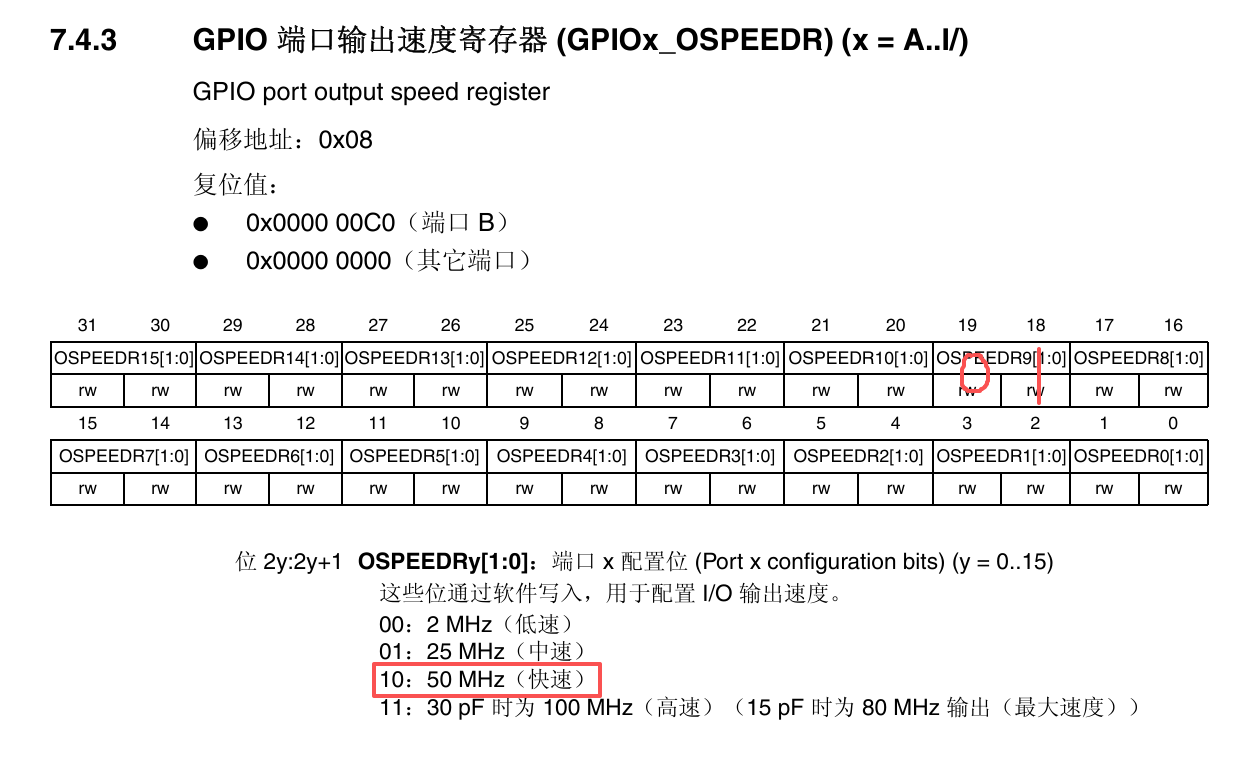 7.4.3 GPIO 端口输出速度寄存器 (GPIOx_OSPEEDR) (x = A..I/)
GPIO port output speed register
偏移地址：0x08
复位值：
● 0x0000 00C0（端口 B）
● 0x0000 0000（其它端口）
31 30 29 28 27 26 25 24 23 22 21 20 19 18 17 16
OSPEEDR15[1:0] OSPEEDR14[1:0] OSPEEDR13[1:0] OSPEEDR12[1:0] OSPEEDR11[1:0] OSPEEDR10[1:0] OSPEEDR9[1:0] OSPEEDR8[1:0]
rw rw rw rw rw rw rw rw rw rw rw rw rw rw rw rw
15 14 13 12 11 10 9 8 7 6 5 4 3 2 1 0
OSPEEDR7[1:0] OSPEEDR6[1:0] OSPEEDR5[1:0] OSPEEDR4[1:0] OSPEEDR3[1:0] OSPEEDR2[1:0] OSPEEDR1[1:0] OSPEEDR0[1:0]
rw rw rw rw rw rw rw rw rw rw rw rw rw rw rw rw
位 2y:2y+1 OSPEEDRy[1:0]：端口 x 配置位 (Port x configuration bits) (y = 0..15)
这些位通过软件写入，用于配置 I/O 输出速度。
00：2 MHz（低速）
01：25 MHz（中速）
10：50 MHz（快速）
11：30 pF 时为 100 MHz（高速）（15 pF 时为 80 MHz 输出（最大速度））